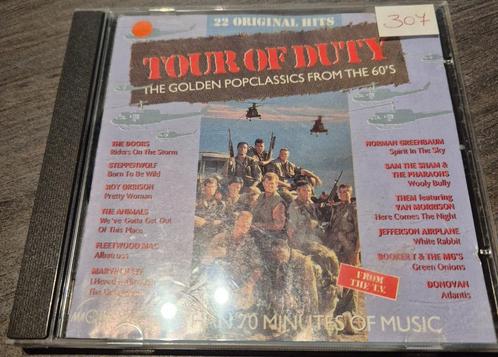 22 ORIGINAL HITS
307
TOUR OF DUTY
THE GOLDEN POPCLASSICS FROM THE 60'S
THE DOORS
Riders On The Storm
STEPPENWOLF
Born To Be Wild
ROY ORBISON
Pretty Woman
THE ANIMALS
We've Gotta Get Out
Of This Place
FLEETWOOD MAC
Albatross
NORMAN GREENBAUM
Spirit In The Sky
SAM THE SHAM &
THE PHARAOHS
Wooly Bully
THEM featuring
VAN MORRISON
Here Comes The Night
JEFFERSON AIRPLANE
White Rabbit
BOOKER T & THE MG'S
Green Onions
DONOVAN
Atlantis
FROM
THE T.V.
70 MINUTES OF MUSIC